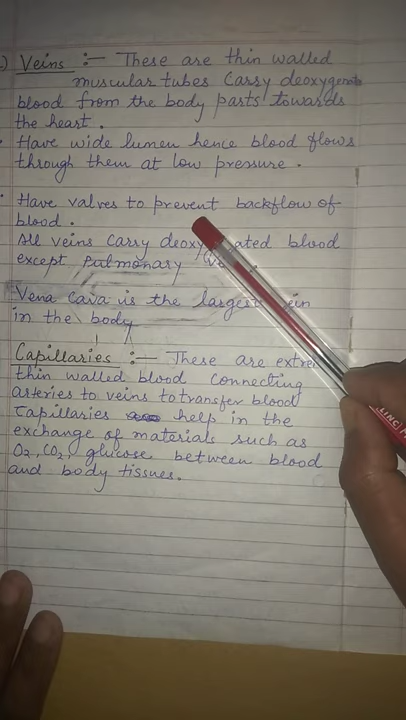 ) Veins :- These are thin walled
muscular tubes carry deoxygenate
blood from the body parts towards
the heart.
Have wide lumen hence blood flows
through them at low pressure.
Have valves to prevent backflow of
blood.
All veins carry deoxy ated blood
except Pulmonary
Vena Cava is the largest ein
in the body
Capillaries :- These are extre
thin walled blood connecting
arteries to veins to transfer blood
Capillaries help in the
exchange of materials such as
O2, CO2, glucose between blood
and body tissues.
LINC